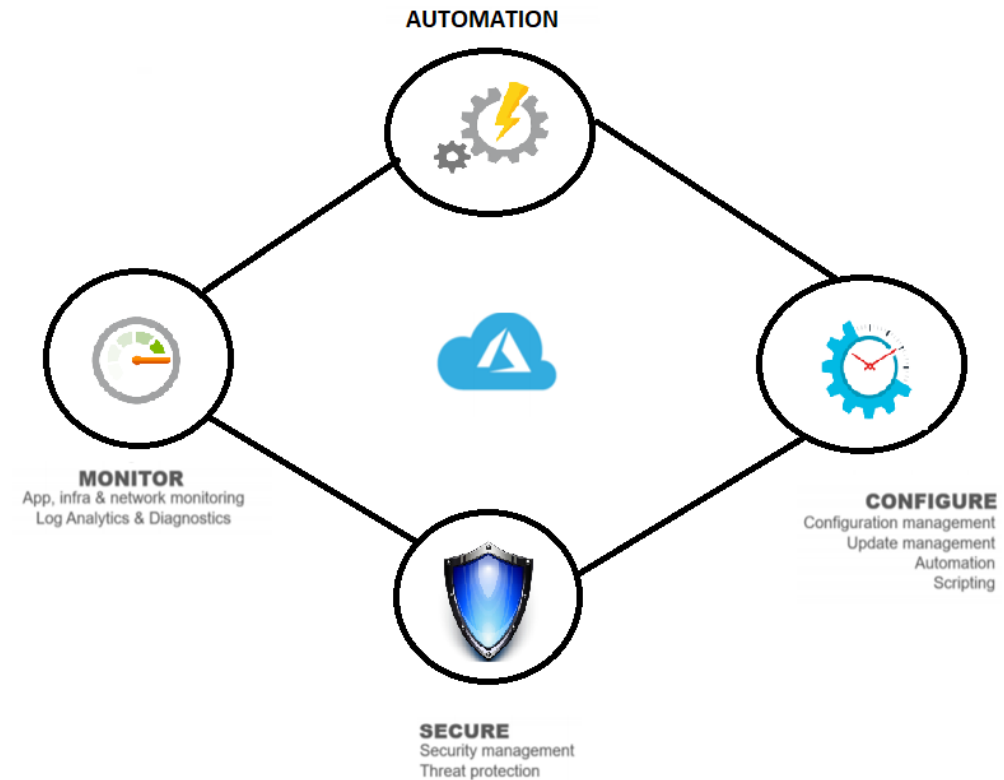 AUTOMATION
MONITOR
App, infra & network monitoring
Log Analytics & Diagnostics
CONFIGURE
Configuration management
Update management
Automation
Scripting
SECURE
Security management
Threat protection